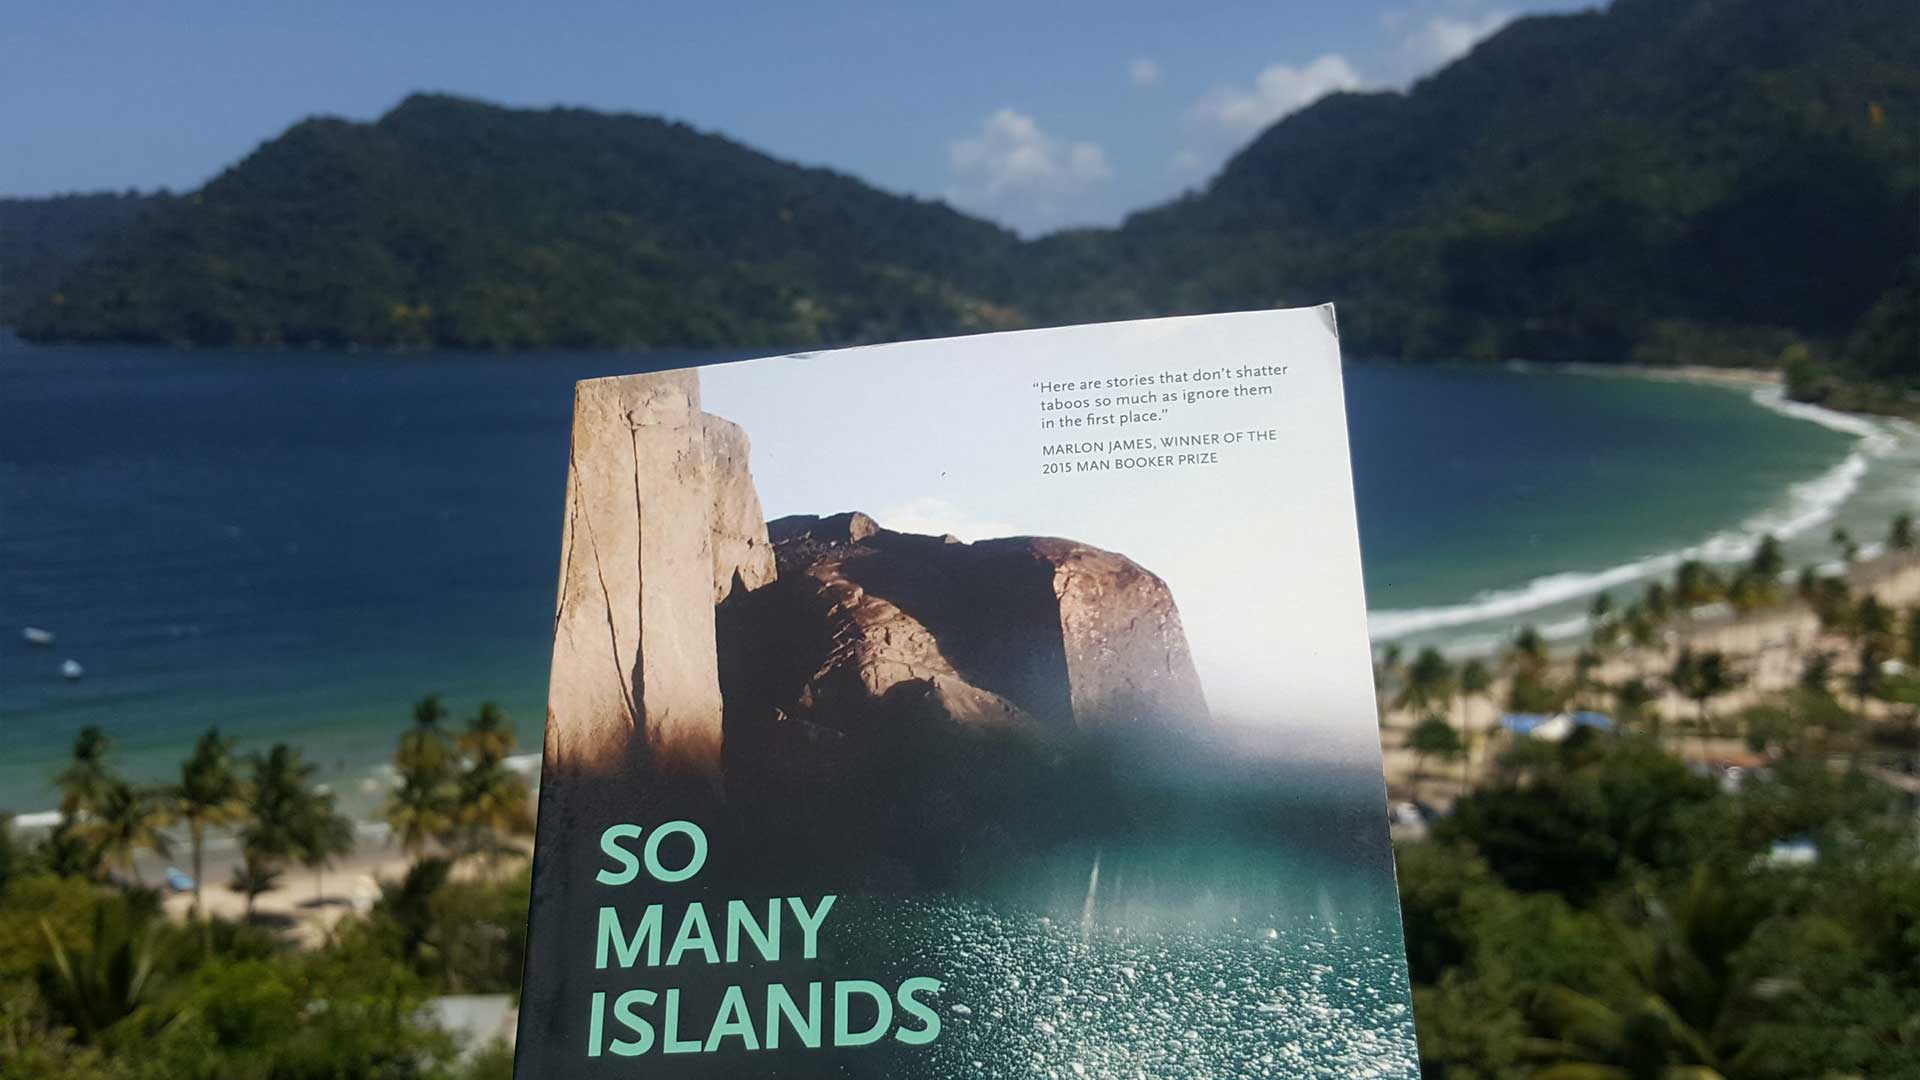 “Here are stories that don’t shatter
taboos so much as ignore them
in the first place.”
MARLON JAMES, WINNER OF THE
2015 MAN BOOKER PRIZE
SO
MANY
ISLANDS